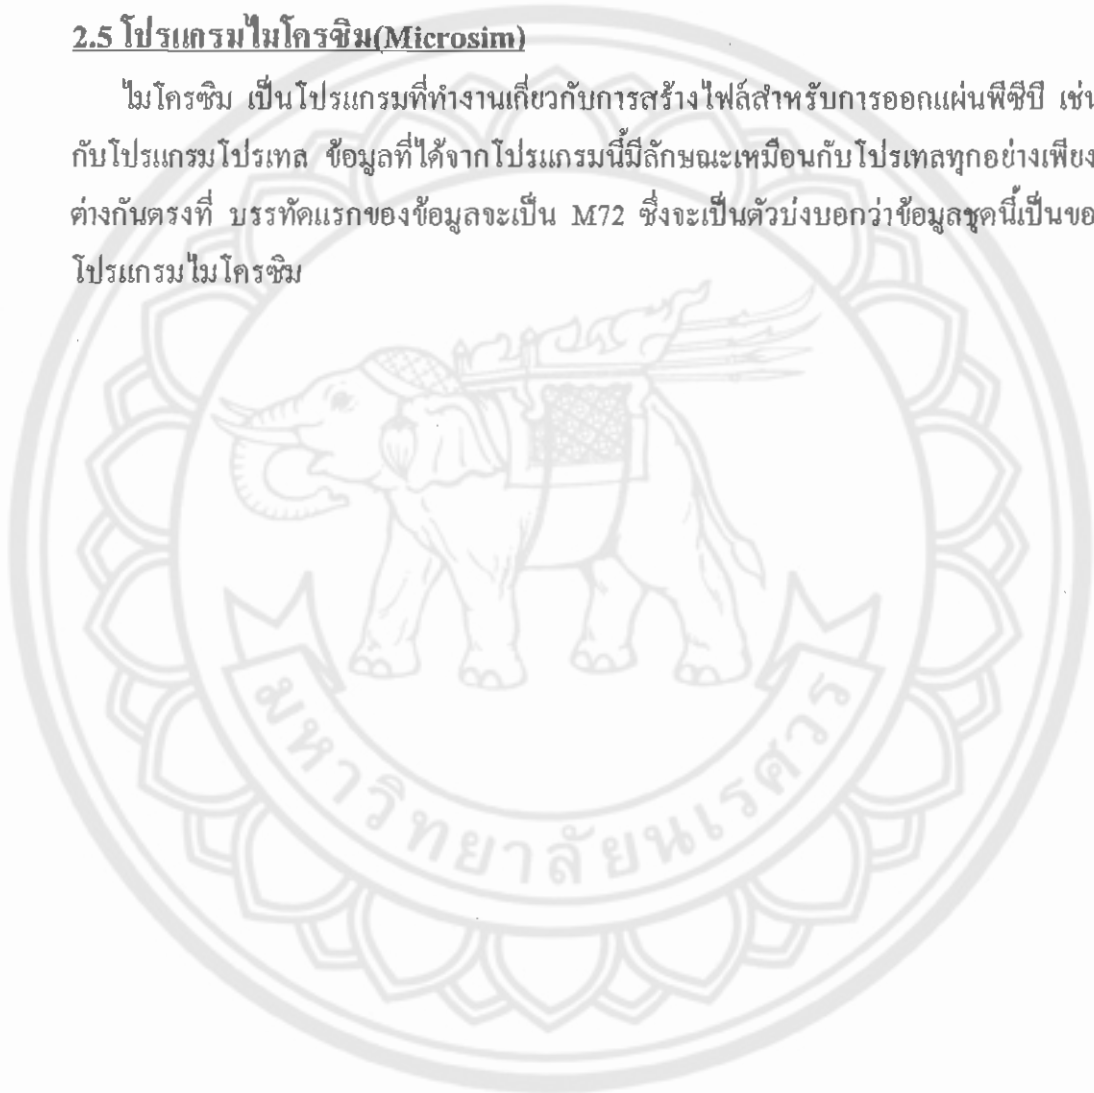 2.5 โปรแกรมไมโครซิม(Microsim)
ไมโครซิม เป็นโปรแกรมที่ทำงานเกี่ยวกับการสร้างไฟล์สำหรับการออกแผ่นพีซีบี เช่น
กับโปรแกรมโปรเทล ข้อมูลที่ได้จากโปรแกรมนี้มีลักษณะเหมือนกับโปรเทลทุกอย่างเพียง
ต่างกันตรงที่ บรรทัดแรกของข้อมูลจะเป็น M72 ซึ่งจะเป็นตัวบ่งบอกว่าข้อมูลชุดนี้เป็นขอ
โปรแกรมไมโครซิม
มหาวิทยาลัยนเรศวร